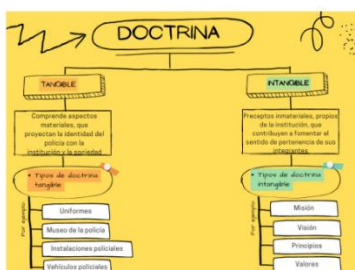 DOCTRINA
TANGIBLE
Comprende aspectos
materiales, que
proyectan la identidad del
policía con la
institución y la sociedad
• Tipos de doctrina
tangible
Por ejemplo
Uniformes
Museo de la policía
Instalaciones policiales
Vehículos policiales
INTANGIBLE
Preceptos inmateriales, propios
de la institución, que
contribuyen a fomentar el
sentido de pertenencia de sus
integrantes.
• Tipos de doctrina
intangible
Por ejemplo
Misión
Visión
Principios
Valores